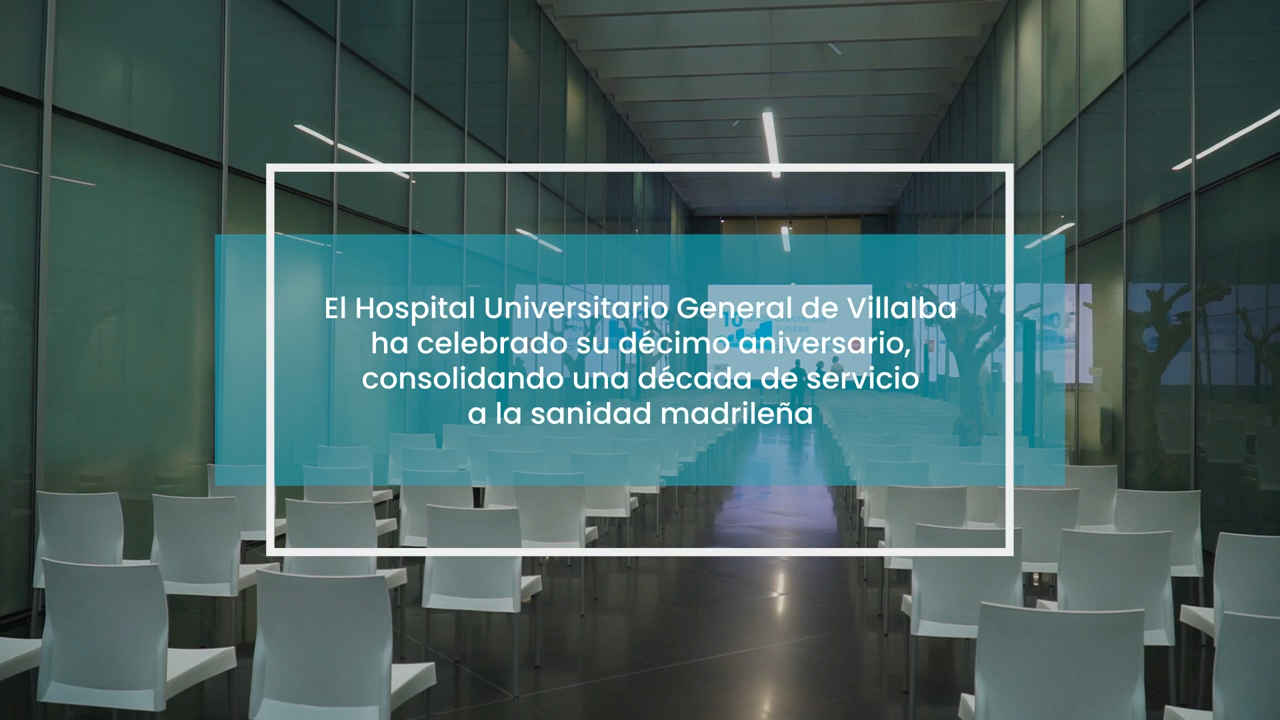 El Hospital Universitario General de Villalba
ha celebrado su décimo aniversario,
consolidando una década de servicio
a la sanidad madrileña
10